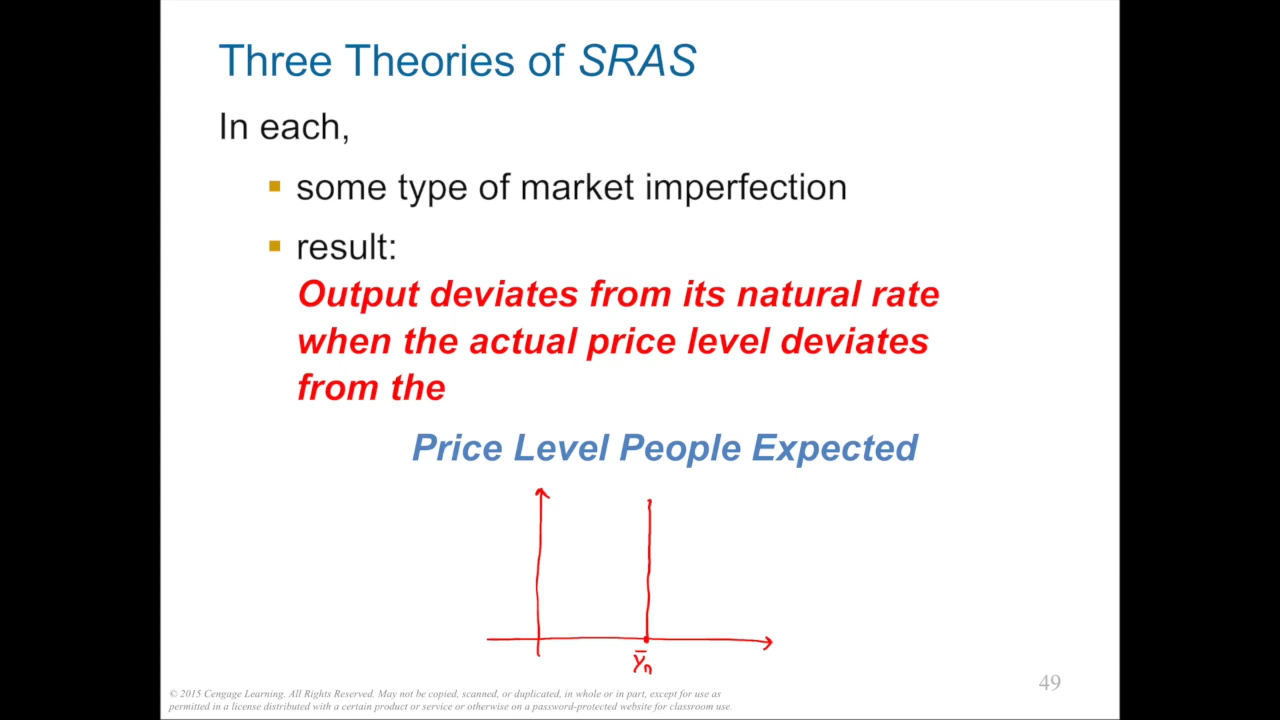 Three Theories of SRAS
In each,
some type of market imperfection
result:
Output deviates from its natural rate
when the actual price level deviates
from the
Price Level People Expected
Ȳn
49
© 2015 Cengage Learning. All Rights Reserved. May not be copied, scanned, or duplicated, in whole or in part, except for use as
permitted in a license distributed with a certain product or service or otherwise on a password-protected website for classroom use.